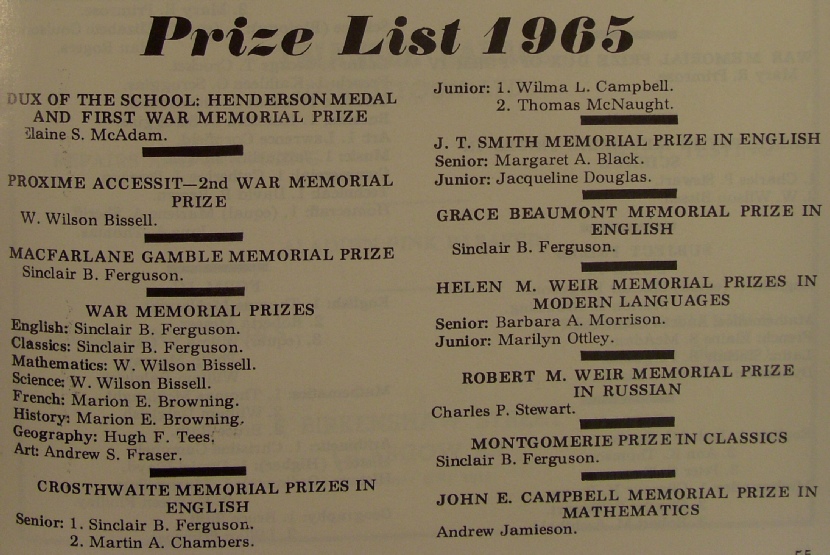 Prize List 1965
DUX OF THE SCHOOL: HENDERSON MEDAL
AND FIRST WAR MEMORIAL PRIZE
Elaine S. McAdam.
PROXIME ACCESSIT—2nd WAR MEMORIAL
PRIZE
W. Wilson Bissell.
MACFARLANE GAMBLE MEMORIAL PRIZE
Sinclair B. Ferguson.
WAR MEMORIAL PRIZES
English: Sinclair B. Ferguson.
Classics: Sinclair B. Ferguson.
Mathematics: W. Wilson Bissell.
Science: W. Wilson Bissell.
French: Marion E. Browning.
History: Marion E. Browning.
Geography: Hugh F. Tees.
Art: Andrew S. Fraser.
CROSTHWAITE MEMORIAL PRIZES IN
ENGLISH
Senior: 1. Sinclair B. Ferguson.
2. Martin A. Chambers.
Junior: 1. Wilma L. Campbell.
2. Thomas McNaught.
J. T. SMITH MEMORIAL PRIZE IN ENGLISH
Senior: Margaret A. Black.
Junior: Jacqueline Douglas.
GRACE BEAUMONT MEMORIAL PRIZE IN
ENGLISH
Sinclair B. Ferguson.
HELEN M. WEIR MEMORIAL PRIZES IN
MODERN LANGUAGES
Senior: Barbara A. Morrison.
Junior: Marilyn Ottley.
ROBERT M. WEIR MEMORIAL PRIZE
IN RUSSIAN
Charles P. Stewart.
MONTGOMERIE PRIZE IN CLASSICS
Sinclair B. Ferguson.
JOHN E. CAMPBELL MEMORIAL PRIZE IN
MATHEMATICS
Andrew Jamieson.